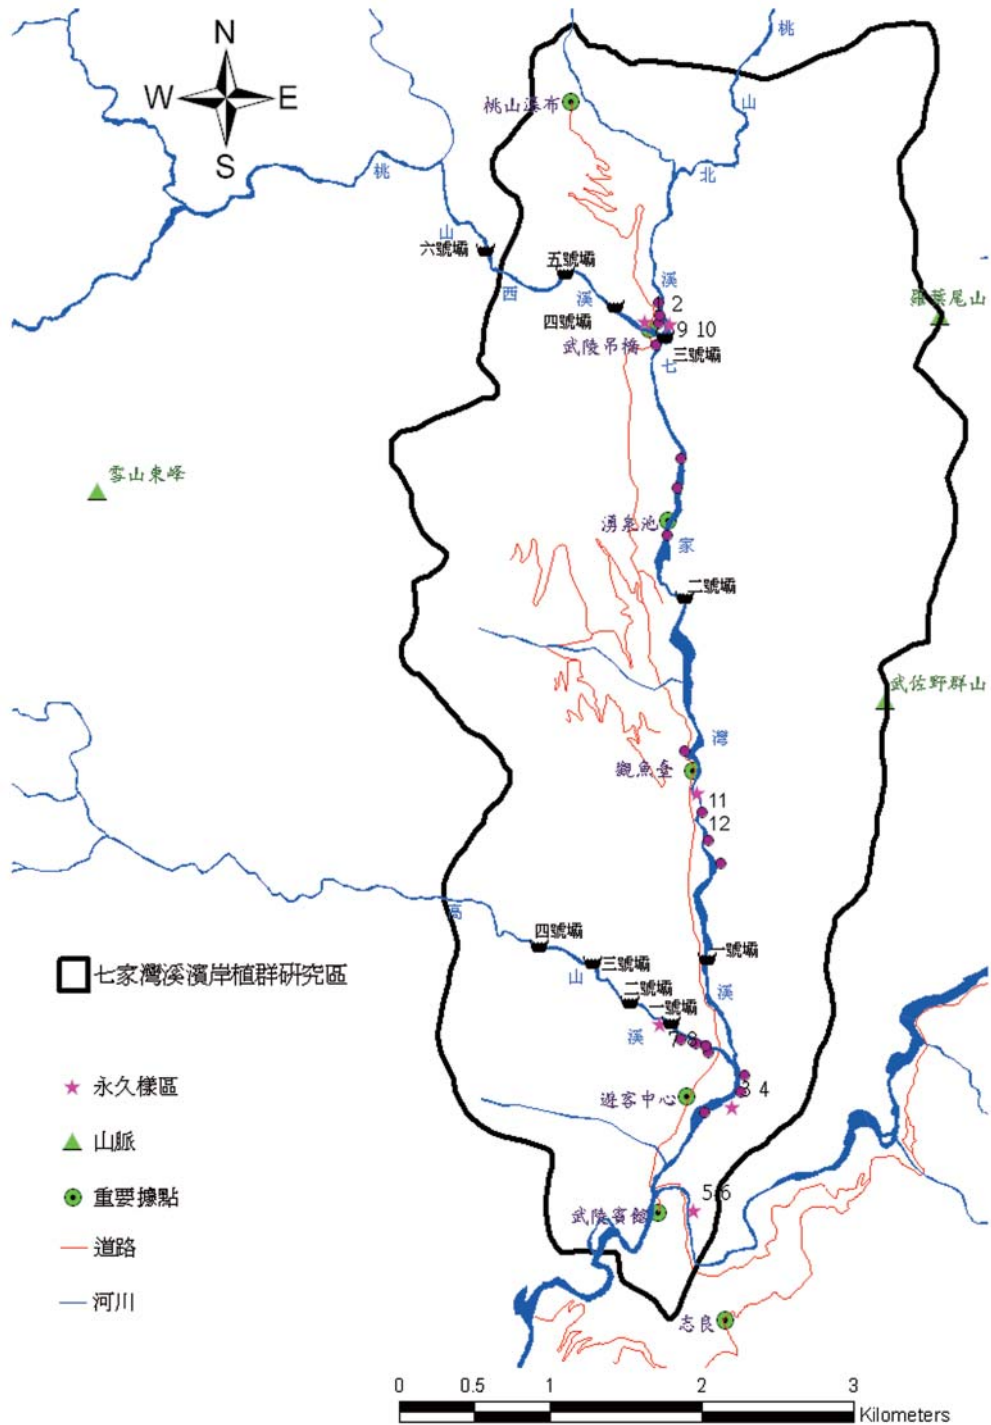 N
W E
S
桃
山
北
溪
桃山瀑布
桃
山
西
溪
六號壩
五號壩
四號壩
羅葉尾山
2
9 10
武陵吊橋
三號壩
七
雪山東峰
湧泉池
家
二號壩
武佐野群山
灣
觀魚臺
11
12
高
四號壩
三號壩
山
二號壩
一號壩
溪
一號壩
溪
7 8
七家灣溪濱岸植群研究區
永久樣區
遊客中心
3 4
山脈
重要據點
5 6
武陵賓館
道路
河川
志良
0 0.5 1 2 3
Kilometers